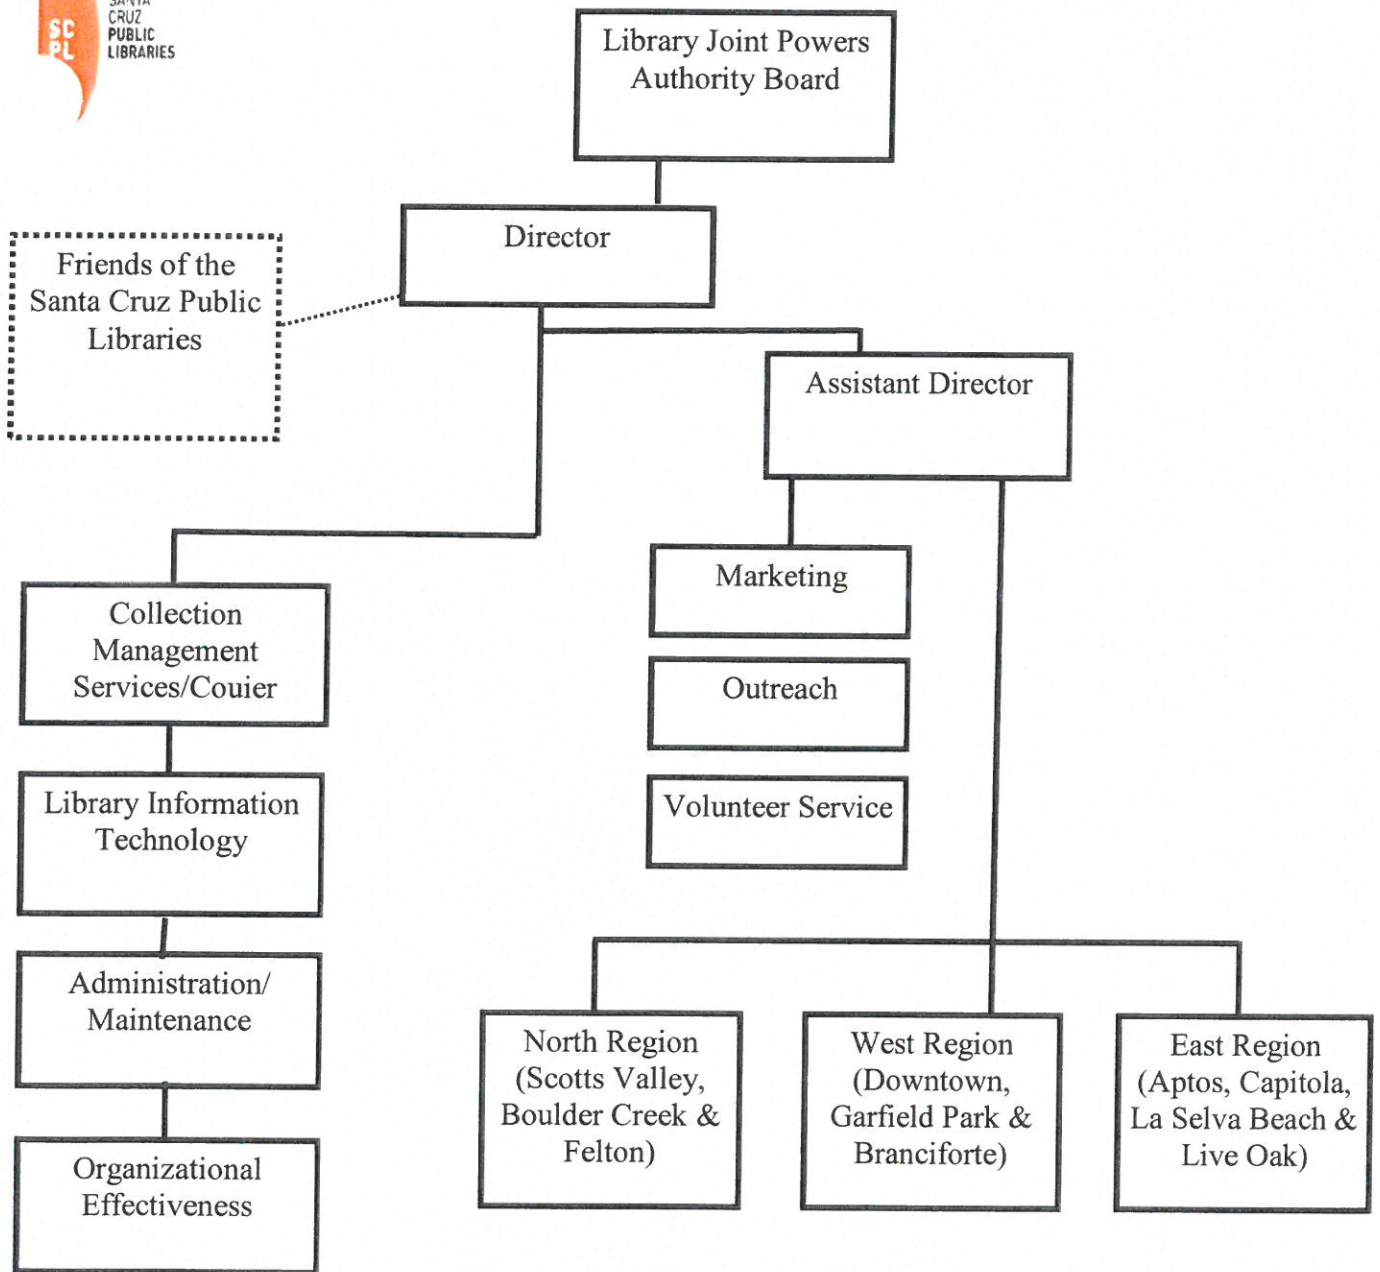 SANTA
CRUZ
PUBLIC
LIBRARIES
SC
PL
Library Joint Powers
Authority Board
Director
Friends of the
Santa Cruz Public
Libraries
Assistant Director
Marketing
Outreach
Volunteer Service
Collection
Management
Services/Couier
Library Information
Technology
Administration/
Maintenance
Organizational
Effectiveness
North Region
(Scotts Valley,
Boulder Creek &
Felton)
West Region
(Downtown,
Garfield Park &
Branciforte)
East Region
(Aptos, Capitola,
La Selva Beach &
Live Oak)